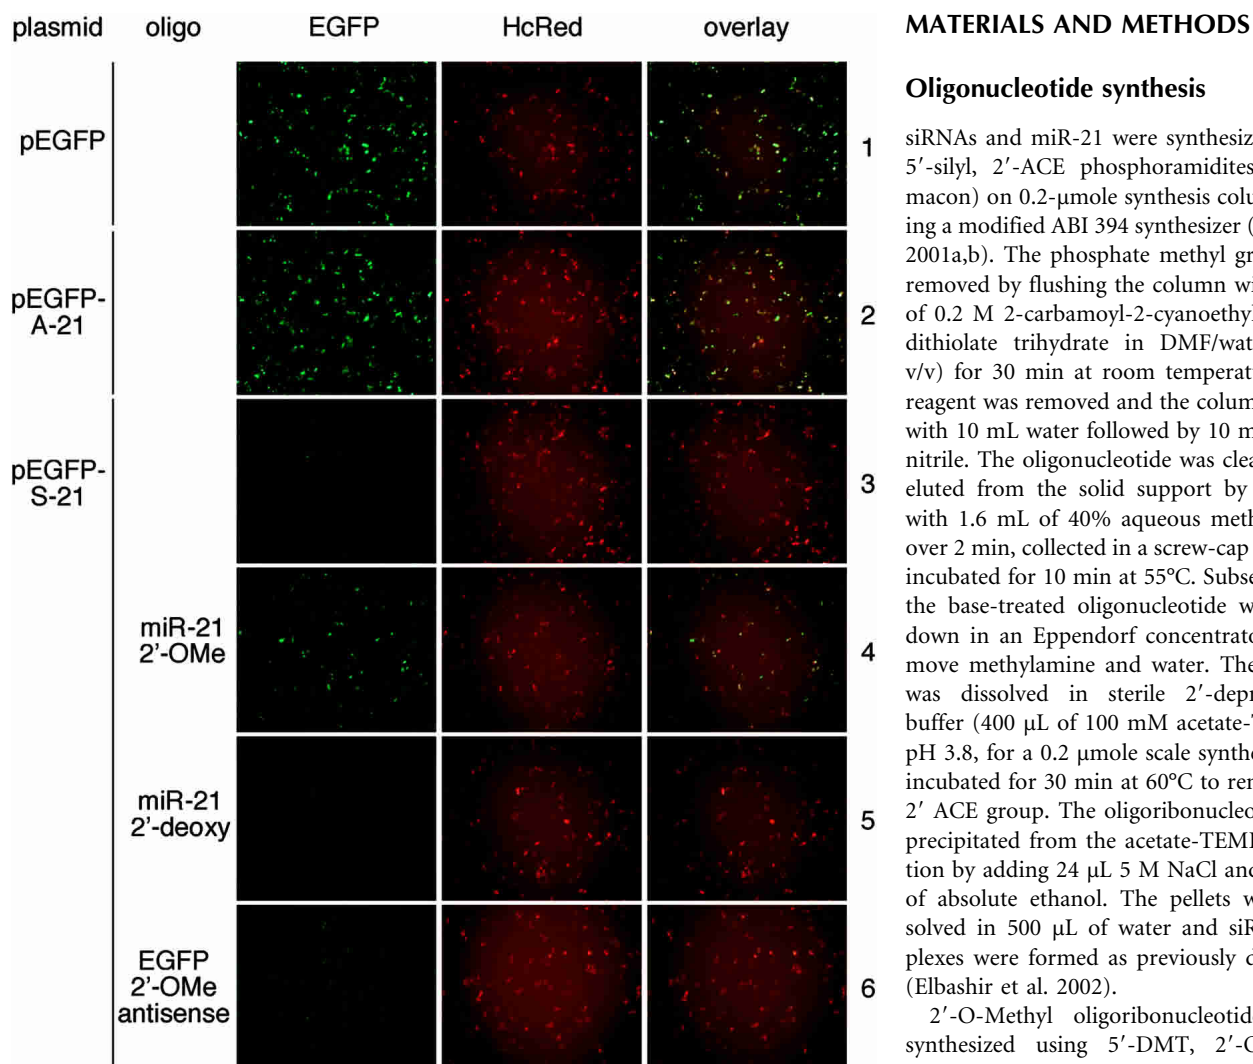 plasmid oligo EGFP HcRed overlay
pEGFP 1
pEGFP-
A-21 2
pEGFP-
S-21 3
miR-21
2'-OMe 4
miR-21
2'-deoxy 5
EGFP
2'-OMe
antisense 6
MATERIALS AND METHODS
Oligonucleotide synthesis
siRNAs and miR-21 were synthesiz
5′-silyl, 2′-ACE phosphoramidites
macon) on 0.2-µmole synthesis colu
ing a modified ABI 394 synthesizer (
2001a,b). The phosphate methyl gr
removed by flushing the column wi
of 0.2 M 2-carbamoyl-2-cyanoethyl
dithiolate trihydrate in DMF/wat
v/v) for 30 min at room temperat
reagent was removed and the colum
with 10 mL water followed by 10 m
nitrile. The oligonucleotide was clea
eluted from the solid support by
with 1.6 mL of 40% aqueous meth
over 2 min, collected in a screw-cap
incubated for 10 min at 55°C. Subse
the base-treated oligonucleotide w
down in an Eppendorf concentrato
move methylamine and water. The
was dissolved in sterile 2′-depr
buffer (400 µL of 100 mM acetate-T
pH 3.8, for a 0.2 µmole scale synthe
incubated for 30 min at 60°C to rem
2′ ACE group. The oligoribonucleo
precipitated from the acetate-TEME
tion by adding 24 µL 5 M NaCl and
of absolute ethanol. The pellets w
solved in 500 µL of water and siR
plexes were formed as previously d
(Elbashir et al. 2002).
2′-O-Methyl oligoribonucleotide
synthesized using 5′-DMT, 2′-O